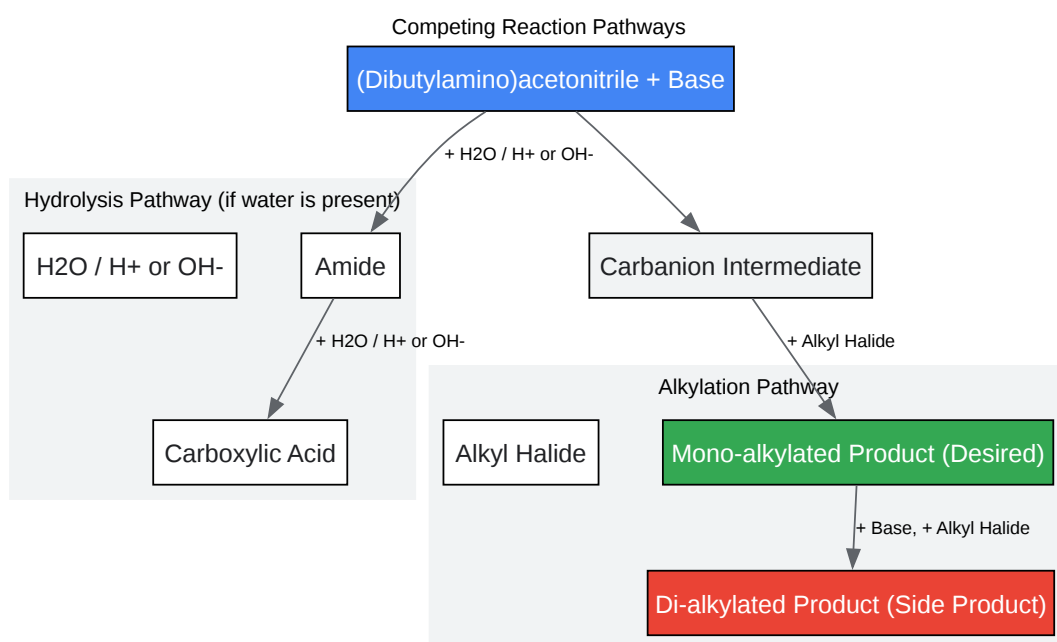 Competing Reaction Pathways
(Dibutylamino)acetonitrile + Base
+ H2O / H+ or OH-
Hydrolysis Pathway (if water is present)
H2O / H+ or OH-
Amide
Carbanion Intermediate
+ H2O / H+ or OH-
+ Alkyl Halide
Alkylation Pathway
Carboxylic Acid
Alkyl Halide
Mono-alkylated Product (Desired)
+ Base, + Alkyl Halide
Di-alkylated Product (Side Product)